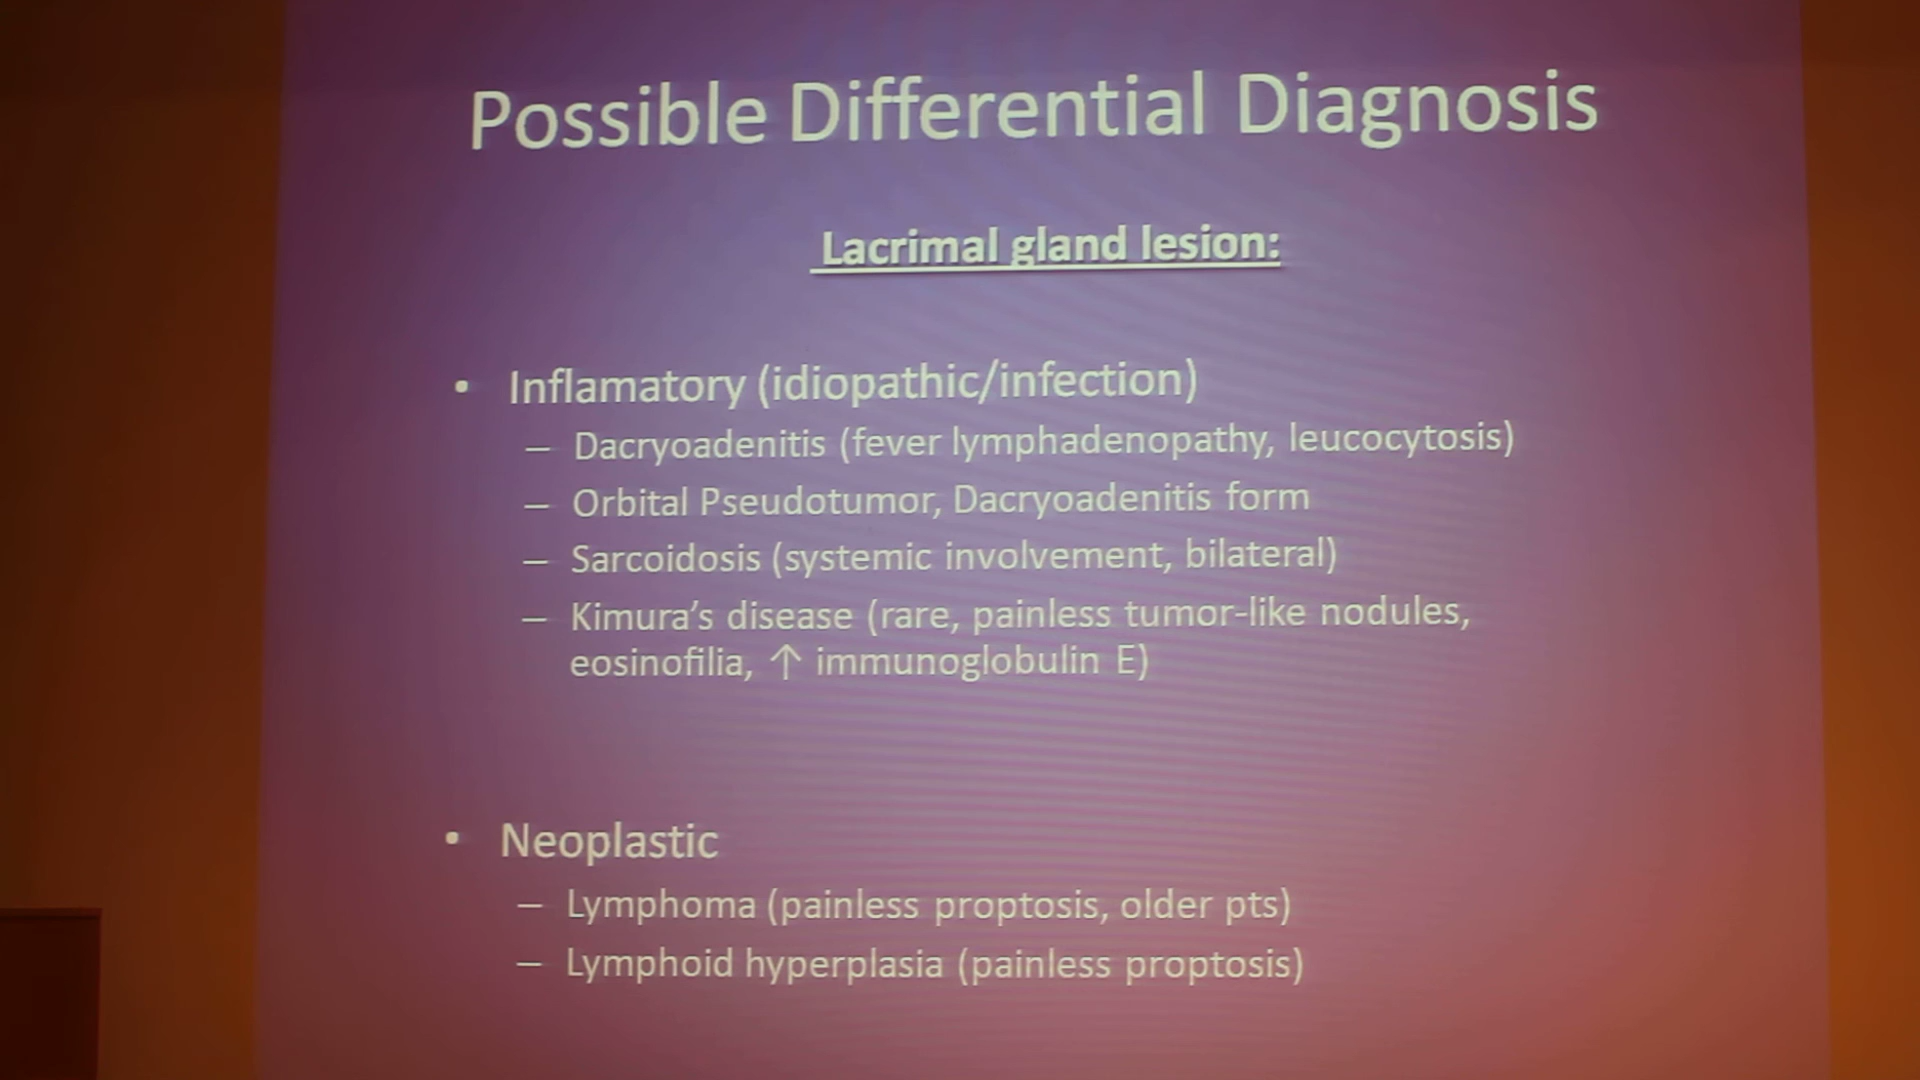 Possible Differential Diagnosis
Lacrimal gland lesion:
• Inflamatory (idiopathic/infection)
– Dacryoadenitis (fever lymphadenopathy, leucocytosis)
– Orbital Pseudotumor, Dacryoadenitis form
– Sarcoidosis (systemic involvement, bilateral)
– Kimura’s disease (rare, painless tumor-like nodules,
eosinofilia, ↑ immunoglobulin E)
• Neoplastic
– Lymphoma (painless proptosis, older pts)
– Lymphoid hyperplasia (painless proptosis)